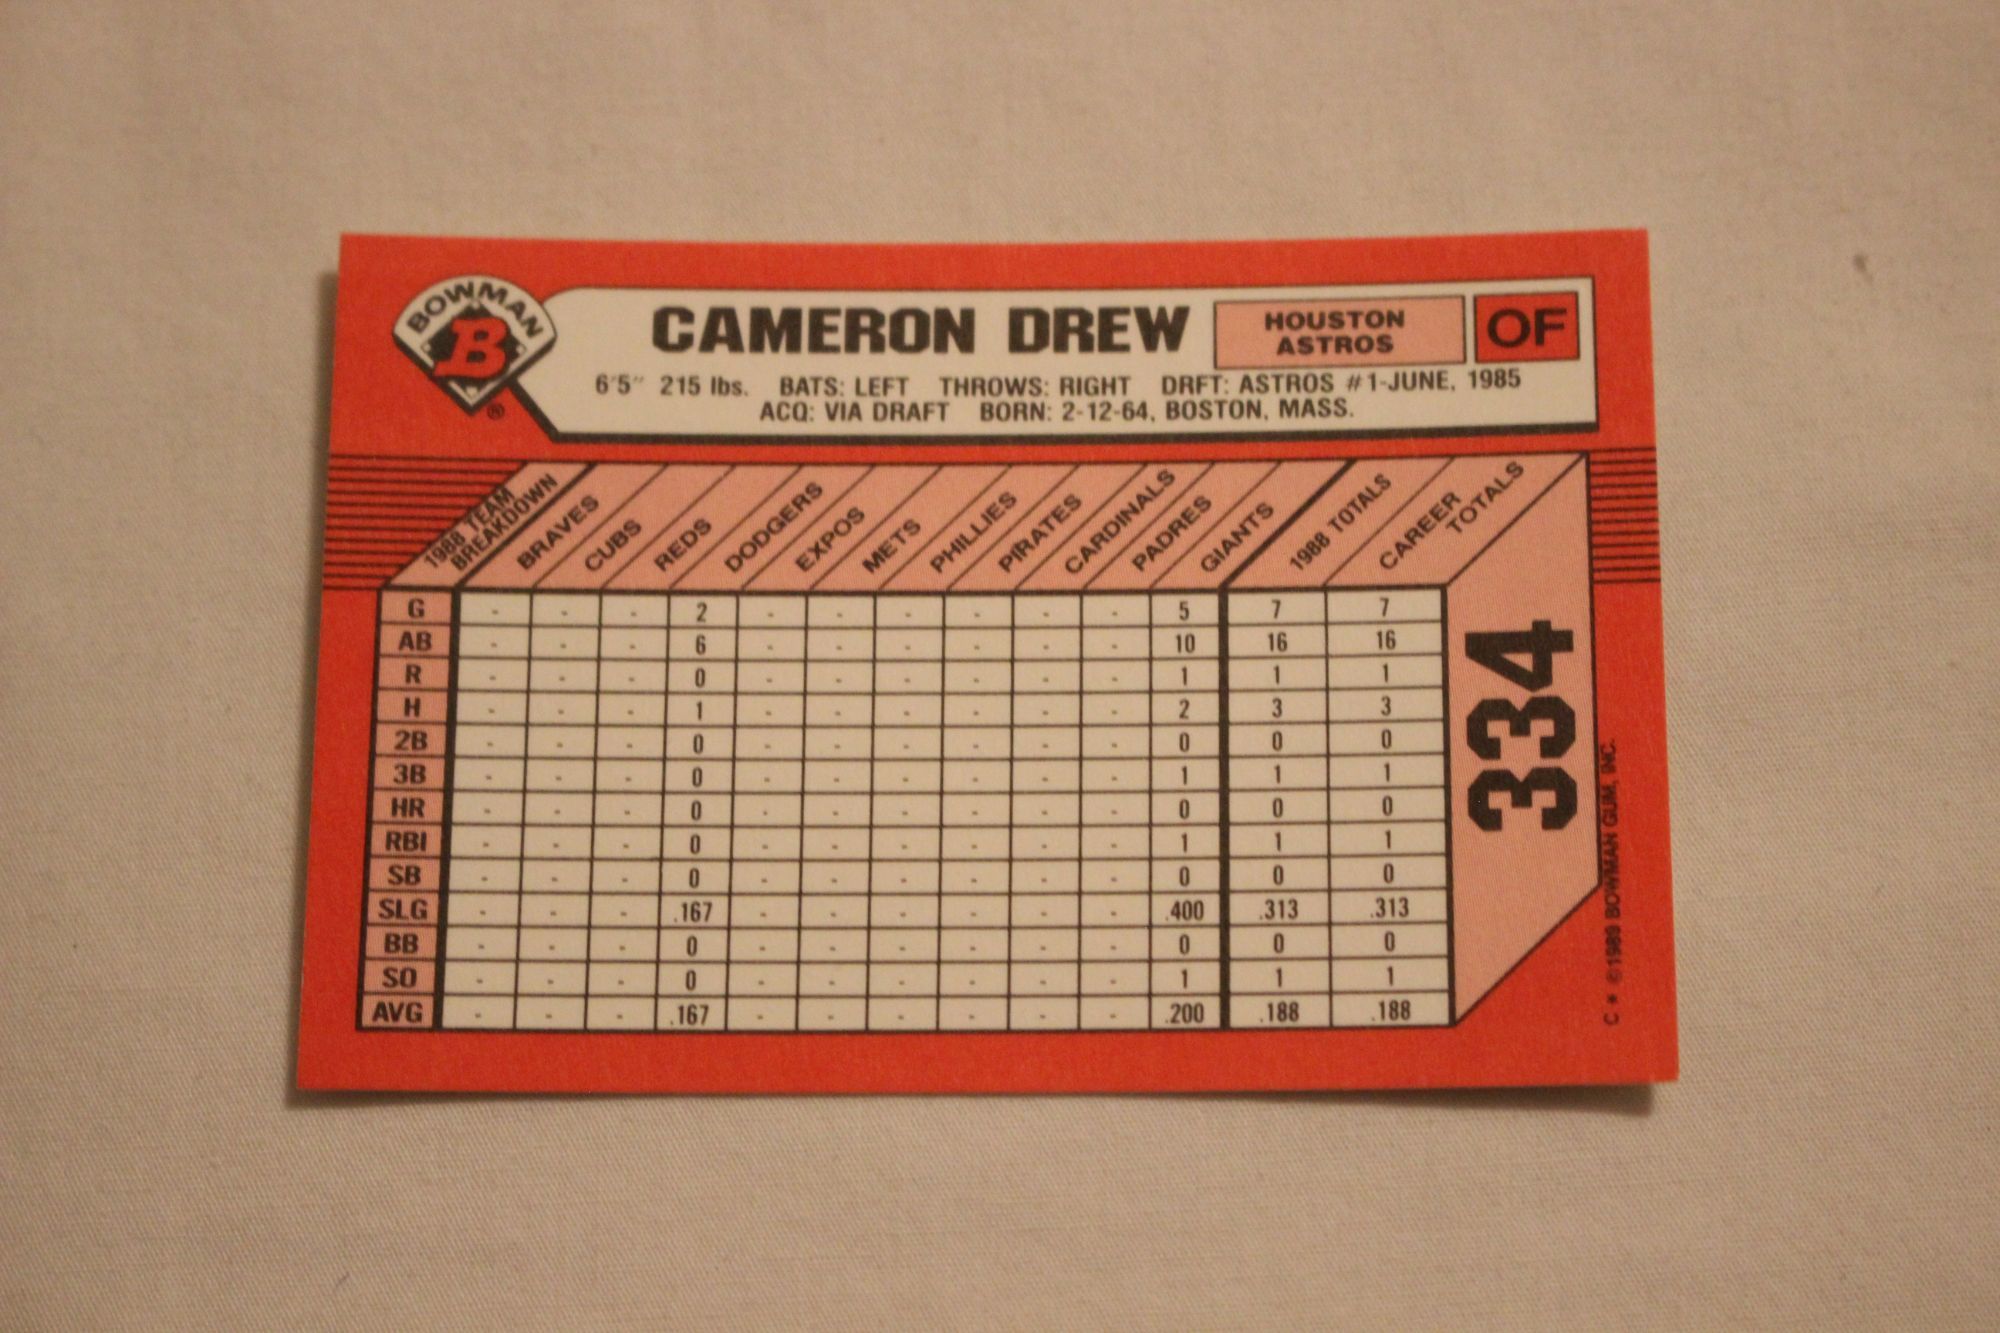 BOWMAN
B
®
CAMERON DREW
HOUSTON
ASTROS
OF
6'5" 215 lbs. BATS: LEFT THROWS: RIGHT DRFT: ASTROS #1-JUNE, 1985
ACQ: VIA DRAFT BORN: 2-12-64, BOSTON, MASS.
1988 TEAM
BREAKDOWN
BRAVES
CUBS
REDS
DODGERS
EXPOS
METS
PHILLIES
PIRATES
CARDINALS
PADRES
GIANTS
1988 TOTALS
CAREER
TOTALS
G - - - 2 - - - - - - 5 7 7
AB - - - 6 - - - - - - 10 16 16
R - - - 0 - - - - - - 1 1 1
H - - - 1 - - - - - - 2 3 3
2B - - - 0 - - - - - - 0 0 0
3B - - - 0 - - - - - - 1 1 1
HR - - - 0 - - - - - - 0 0 0
RBI - - - 0 - - - - - - 1 1 1
SB - - - 0 - - - - - - 0 0 0
SLG - - - .167 - - - - - - .400 .313 .313
BB - - - 0 - - - - - - 0 0 0
SO - - - 0 - - - - - - 1 1 1
AVG - - - .167 - - - - - - .200 .188 .188
334
C * ©1989 BOWMAN GUM, INC.